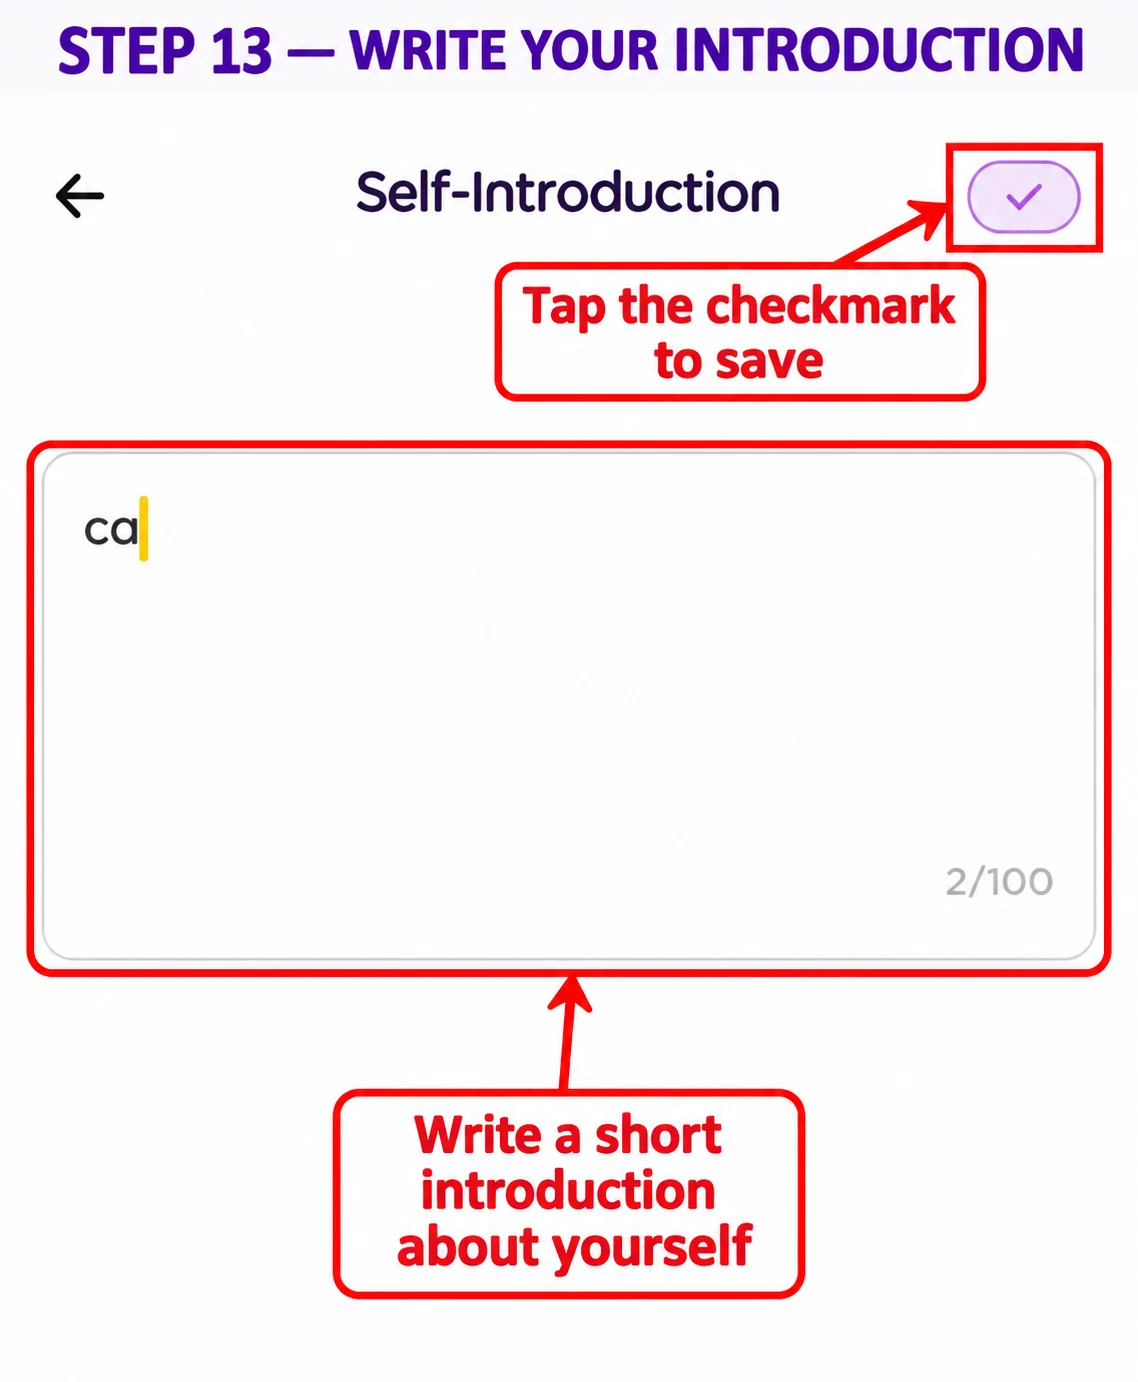 STEP 13 — WRITE YOUR INTRODUCTION
Self-Introduction
Tap the checkmark
to save
ca
2/100
Write a short
introduction
about yourself